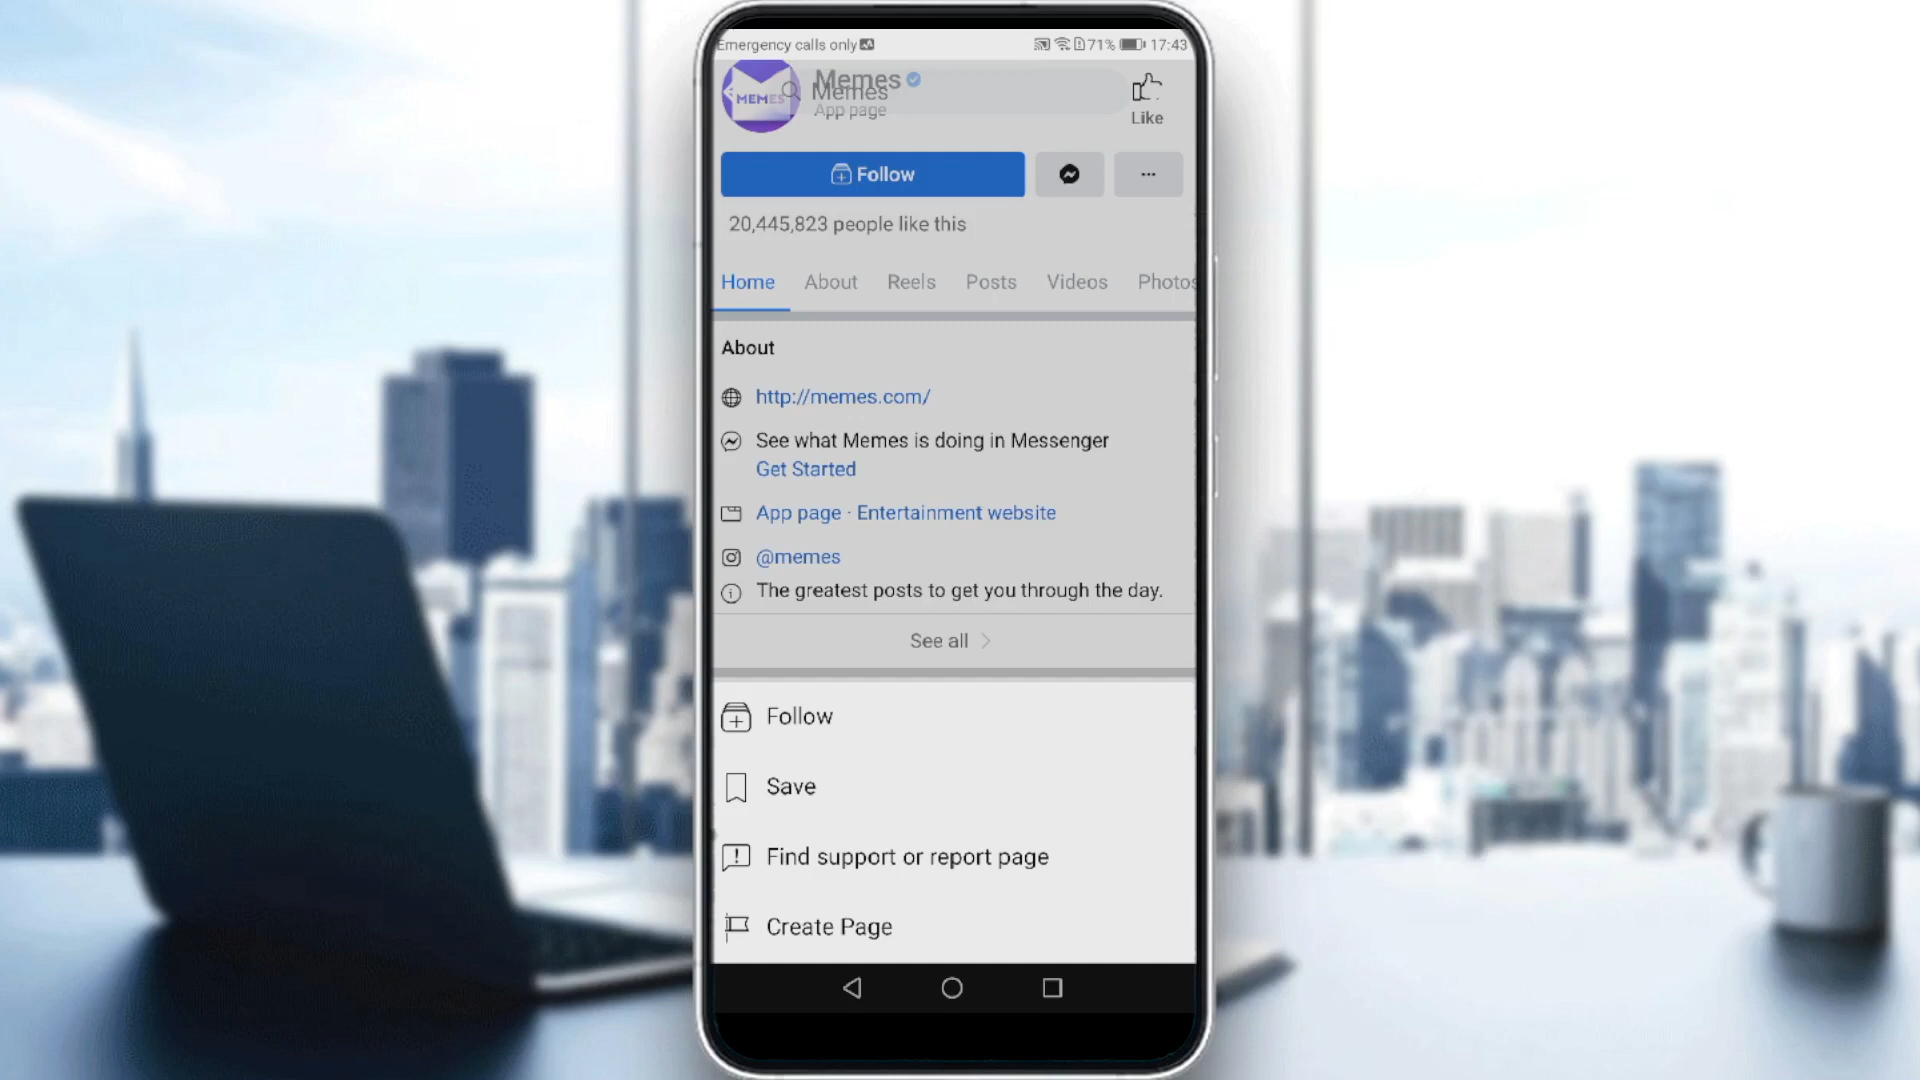 Emergency calls only 71% 17:43
MEMES Memes
Memes
App page
Like
Follow ...
20,445,823 people like this
Home About Reels Posts Videos Photos
About
http://memes.com/
See what Memes is doing in Messenger
Get Started
App page · Entertainment website
@memes
The greatest posts to get you through the day.
See all
Follow
Save
Find support or report page
Create Page